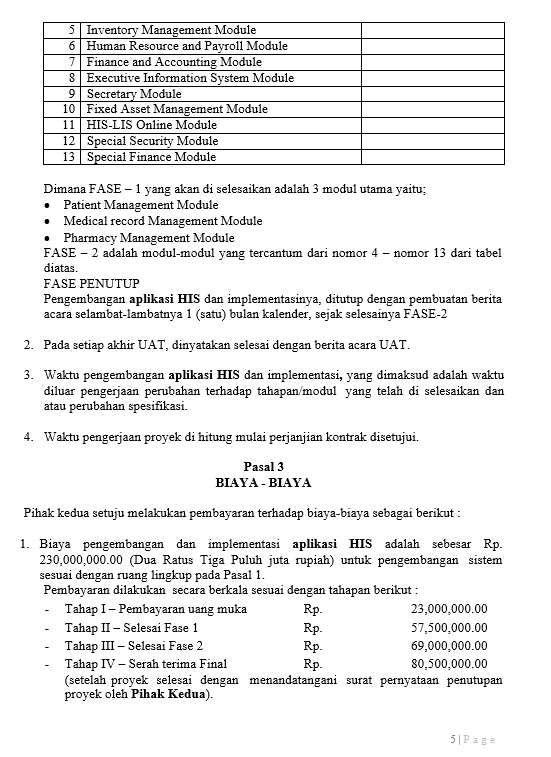 5 Inventory Management Module
6 Human Resource and Payroll Module
7 Finance and Accounting Module
8 Executive Information System Module
9 Secretary Module
10 Fixed Asset Management Module
11 HIS-LIS Online Module
12 Special Security Module
13 Special Finance Module
Dimana FASE – 1 yang akan di selesaikan adalah 3 modul utama yaitu;
• Patient Management Module
• Medical record Management Module
• Pharmacy Management Module
FASE – 2 adalah modul-modul yang tercantum dari nomor 4 – nomor 13 dari tabel
diatas.
FASE PENUTUP
Pengembangan aplikasi HIS dan implementasinya, ditutup dengan pembuatan berita
acara selambat-lambatnya 1 (satu) bulan kalender, sejak selesainya FASE-2
2. Pada setiap akhir UAT, dinyatakan selesai dengan berita acara UAT.
3. Waktu pengembangan aplikasi HIS dan implementasi, yang dimaksud adalah waktu
diluar pengerjaan perubahan terhadap tahapan/modul yang telah di selesaikan dan
atau perubahan spesifikasi.
4. Waktu pengerjaan proyek di hitung mulai perjanjian kontrak disetujui.
Pasal 3
BIAYA - BIAYA
Pihak kedua setuju melakukan pembayaran terhadap biaya-biaya sebagai berikut :
1. Biaya pengembangan dan implementasi aplikasi HIS adalah sebesar Rp.
230,000,000.00 (Dua Ratus Tiga Puluh juta rupiah) untuk pengembangan sistem
sesuai dengan ruang lingkup pada Pasal 1.
Pembayaran dilakukan secara berkala sesuai dengan tahapan berikut :
- Tahap I – Pembayaran uang muka Rp. 23,000,000.00
- Tahap II – Selesai Fase 1 Rp. 57,500,000.00
- Tahap III – Selesai Fase 2 Rp. 69,000,000.00
- Tahap IV – Serah terima Final Rp. 80,500,000.00
(setelah proyek selesai dengan menandatangani surat pernyataan penutupan
proyek oleh Pihak Kedua).
5 | P a g e